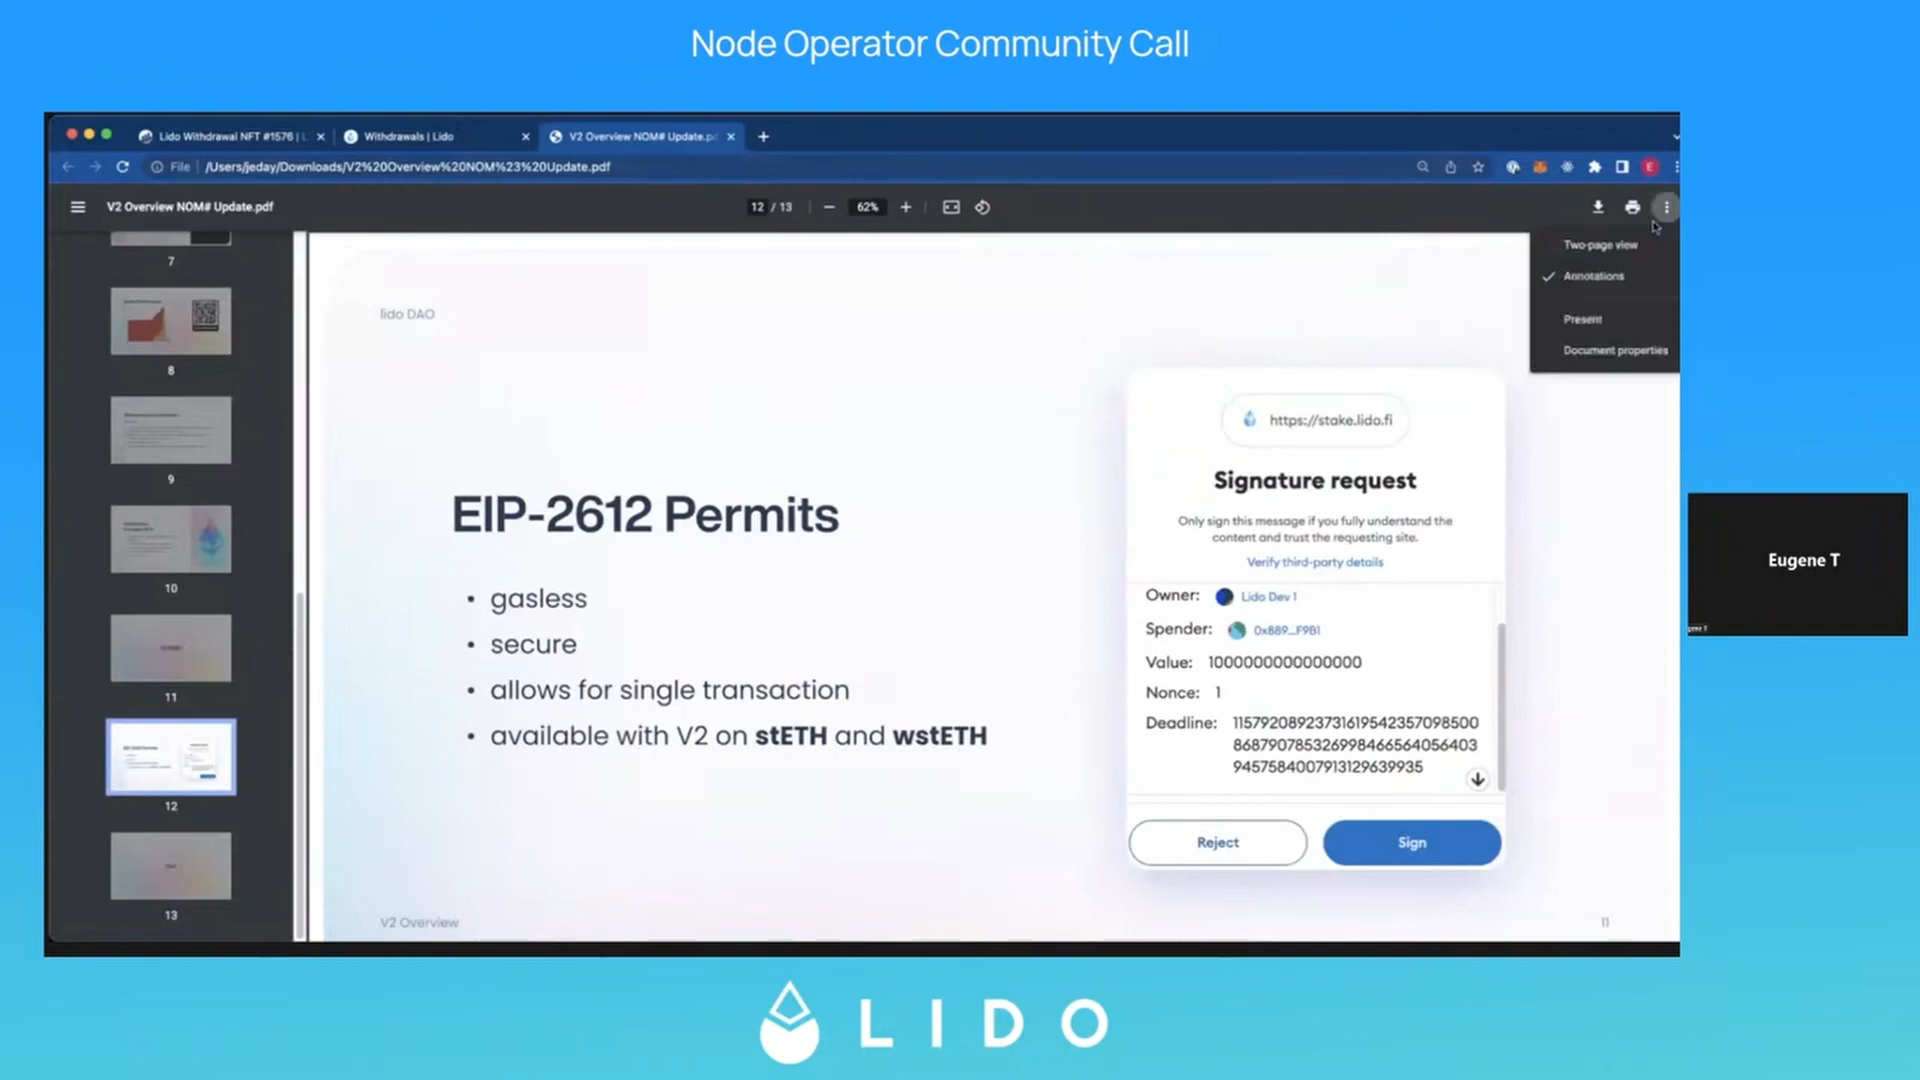 Node Operator Community Call
Lido Withdrawal NFT #1576 | L
Withdrawals | Lido
V2 Overview NOM# Update.pd
File
/Users/jeday/Downloads/V2%20Overview%20NOM%23%20Update.pdf
E
V2 Overview NOM# Update.pdf
12 / 13
62%
Two-page view
Annotations
Present
Document properties
7
8
9
10
11
12
13
lido DAO
EIP-2612 Permits
• gasless
• secure
• allows for single transaction
• available with V2 on stETH and wstETH
https://stake.lido.fi
Signature request
Only sign this message if you fully understand the
content and trust the requesting site.
Verify third-party details
Owner: Lido Dev 1
Spender: 0x889...F9B1
Value: 1000000000000000
Nonce: 1
Deadline: 11579208923731619542357098500
86879078532699846656405640​3
9457584007913129639935
Reject
Sign
V2 Overview
11
Eugene T
LIDO